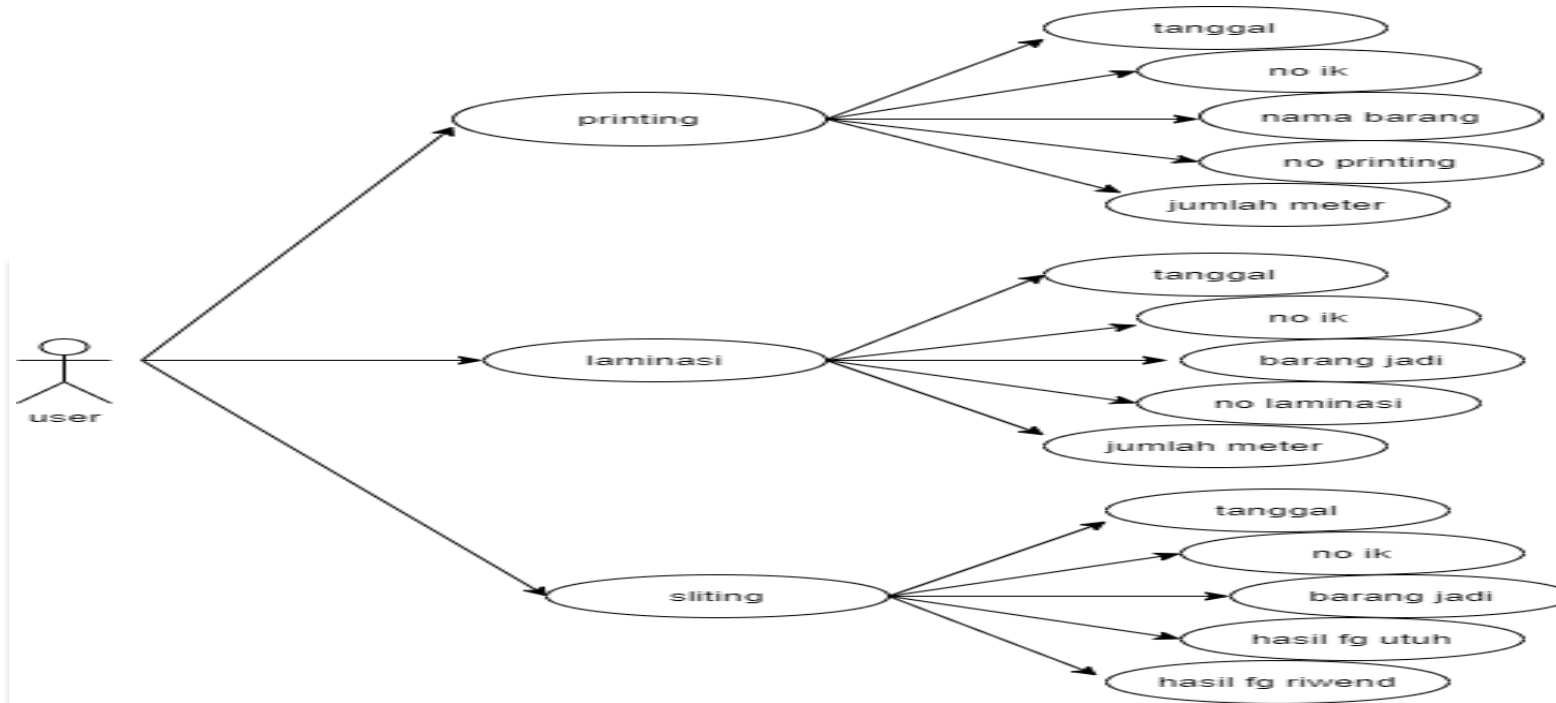 user
printing
tanggal
no ik
nama barang
no printing
jumlah meter
laminasi
tanggal
no ik
barang jadi
no laminasi
jumlah meter
sliting
tanggal
no ik
barang jadi
hasil fg utuh
hasil fg riwend